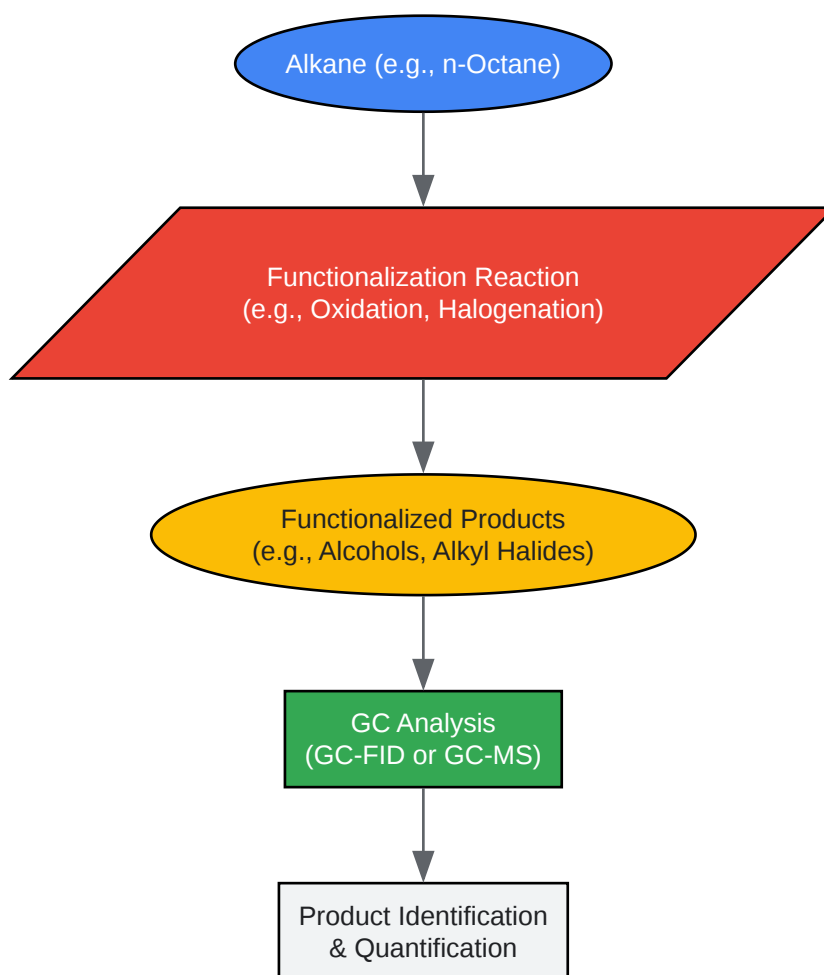 Alkane (e.g., n-Octane)
Functionalization Reaction
(e.g., Oxidation, Halogenation)
Functionalized Products
(e.g., Alcohols, Alkyl Halides)
GC Analysis
(GC-FID or GC-MS)
Product Identification
& Quantification